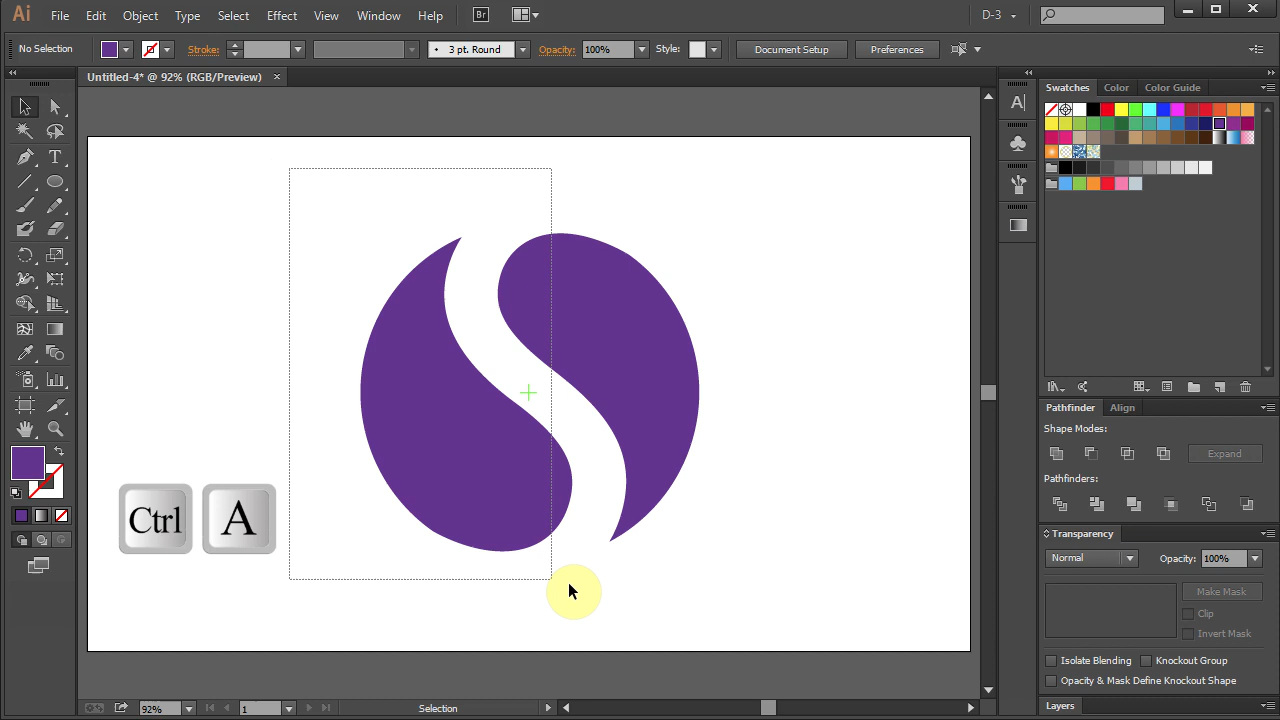 Ai File Edit Object Type Select Effect View Window Help Br D-3
No Selection Stroke: 3 pt. Round Opacity: 100% Style: Document Setup Preferences
Untitled-4* @ 92% (RGB/Preview)
Swatches Color Color Guide
Pathfinder Align
Shape Modes:
Expand
Pathfinders:
Transparency
Normal Opacity: 100%
Make Mask
Clip
Invert Mask
Isolate Blending Knockout Group
Opacity & Mask Define Knockout Shape
Layers
Ctrl A
92% 1 Selection